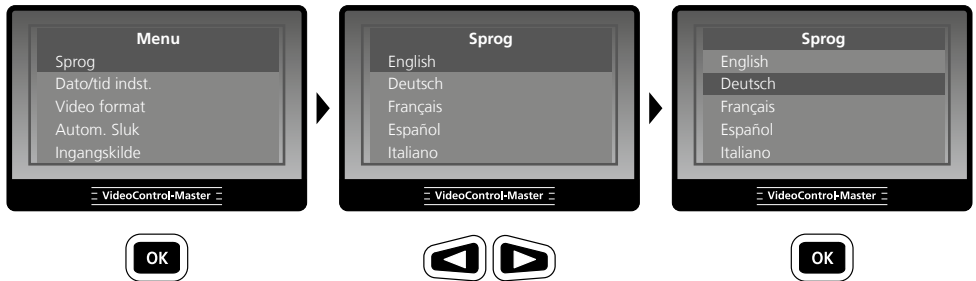 Menu
Sprog
Dato/tid indst.
Video format
Autom. Sluk
Ingangskilde
VideoControl-Master
OK
Sprog
English
Deutsch
Français
Español
Italiano
VideoControl-Master
Sprog
English
Deutsch
Français
Español
Italiano
VideoControl-Master
OK